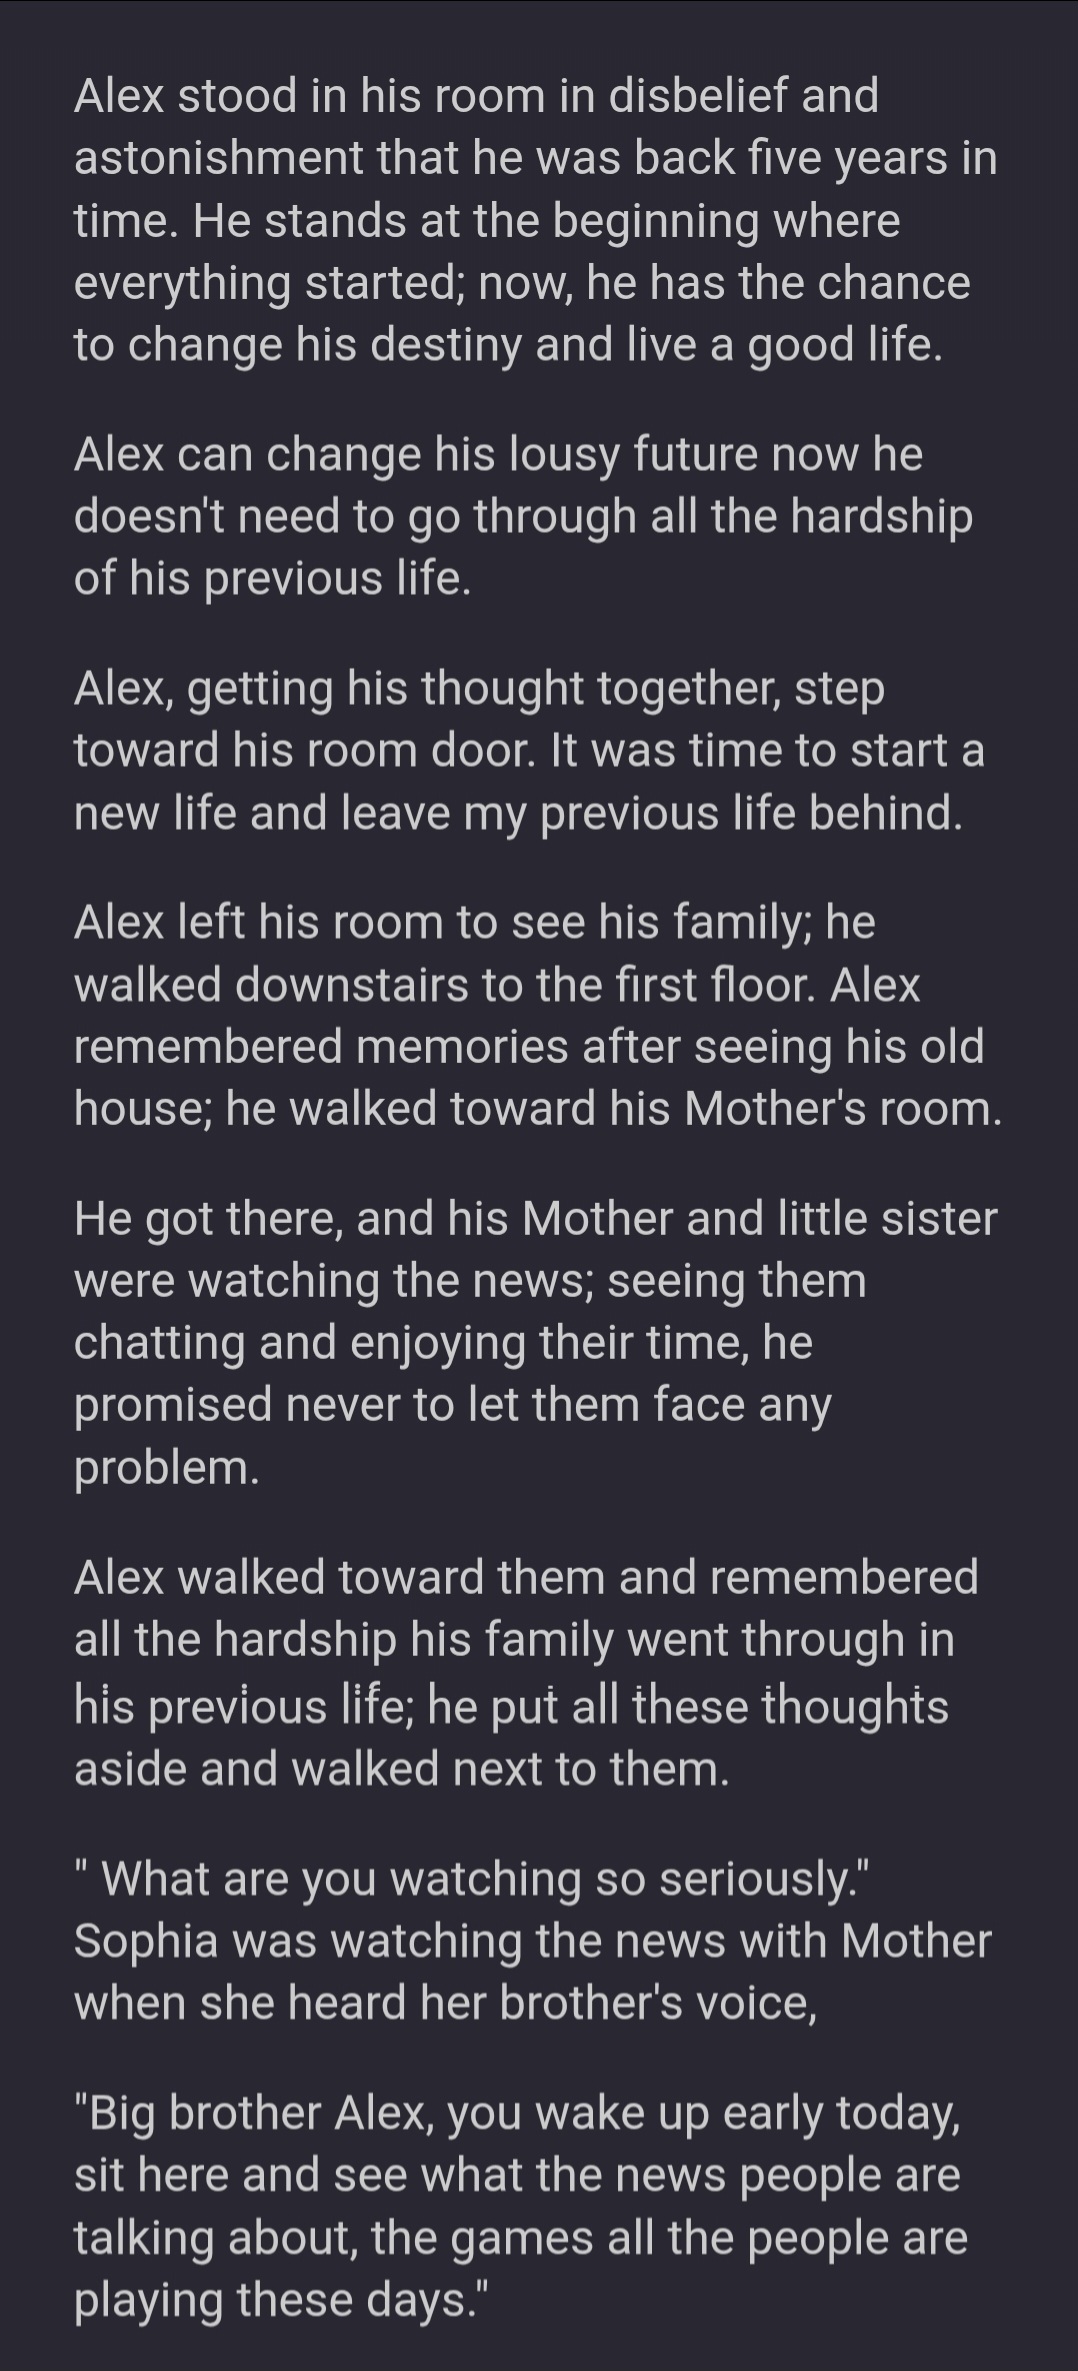 Alex stood in his room in disbelief and
astonishment that he was back five years in
time. He stands at the beginning where
everything started; now, he has the chance
to change his destiny and live a good life.
Alex can change his lousy future now he
doesn't need to go through all the hardship
of his previous life.
Alex, getting his thought together, step
toward his room door. It was time to start a
new life and leave my previous life behind.
Alex left his room to see his family; he
walked downstairs to the first floor. Alex
remembered memories after seeing his old
house; he walked toward his Mother's room.
He got there, and his Mother and little sister
were watching the news; seeing them
chatting and enjoying their time, he
promised never to let them face any
problem.
Alex walked toward them and remembered
all the hardship his family went through in
his previous life; he put all these thoughts
aside and walked next to them.
" What are you watching so seriously."
Sophia was watching the news with Mother
when she heard her brother's voice,
"Big brother Alex, you wake up early today,
sit here and see what the news people are
talking about, the games all the people are
playing these days."